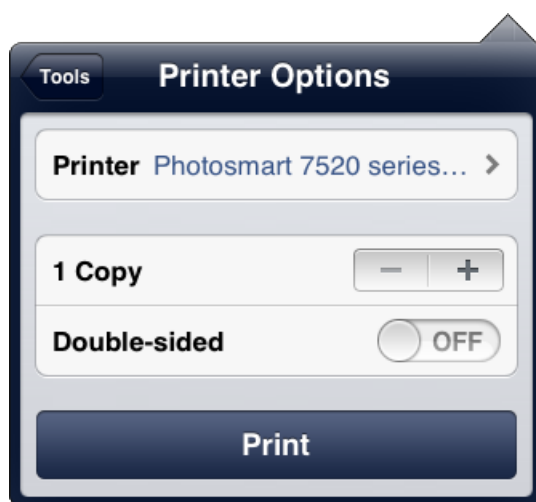 Tools Printer Options
Printer Photosmart 7520 series...
1 Copy − +
Double-sided OFF
Print